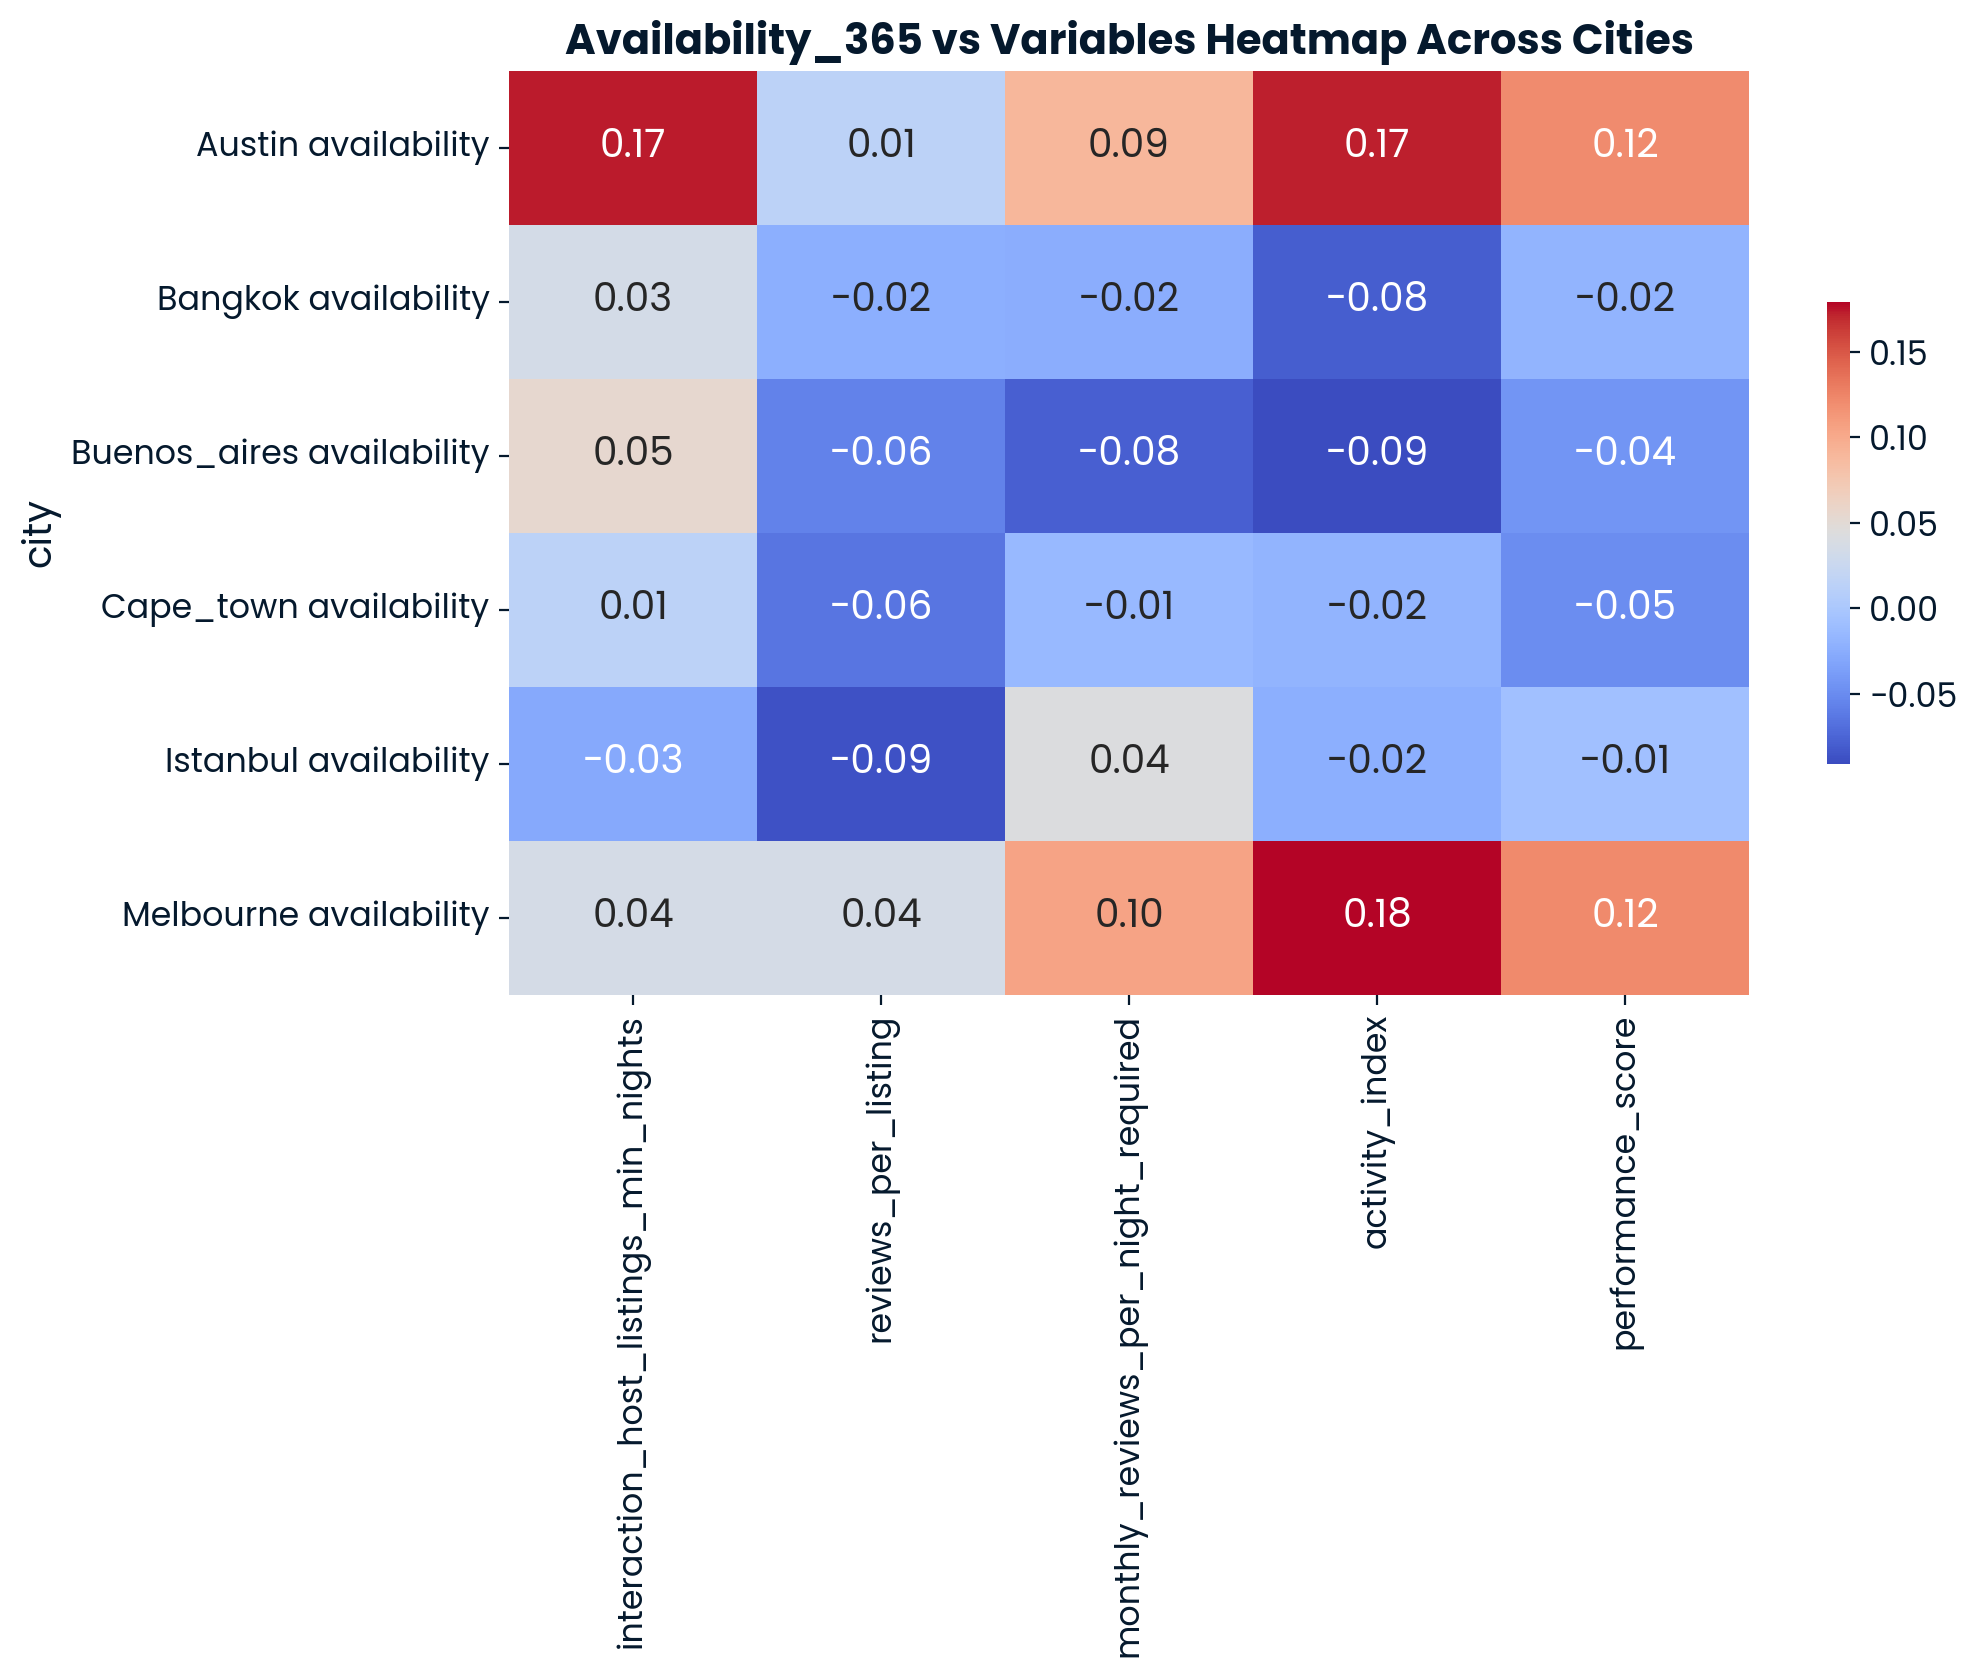 Availability_365 vs Variables Heatmap Across Cities
city
Austin availability 0.17 0.01 0.09 0.17 0.12
Bangkok availability 0.03 −0.02 −0.02 −0.08 −0.02
Buenos_aires availability 0.05 −0.06 −0.08 −0.09 −0.04
Cape_town availability 0.01 −0.06 −0.01 −0.02 −0.05
Istanbul availability −0.03 −0.09 0.04 −0.02 −0.01
Melbourne availability 0.04 0.04 0.10 0.18 0.12
interaction_host_listings_min_nights
reviews_per_listing
monthly_reviews_per_night_required
activity_index
performance_score
0.15
0.10
0.05
0.00
−0.05